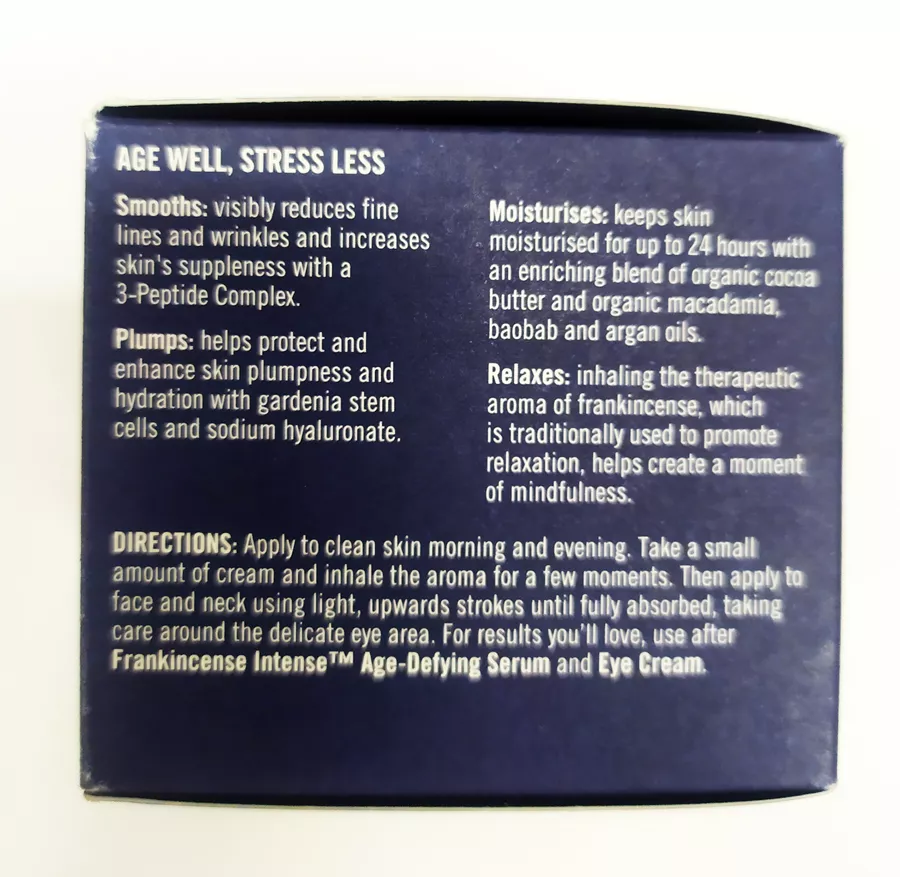 AGE WELL, STRESS LESS
Smooths: visibly reduces fine
lines and wrinkles and increases
skin's suppleness with a
3-Peptide Complex.
Plumps: helps protect and
enhance skin plumpness and
hydration with gardenia stem
cells and sodium hyaluronate.
Moisturises: keeps skin
moisturised for up to 24 hours with
an enriching blend of organic cocoa
butter and organic macadamia,
baobab and argan oils.
Relaxes: inhaling the therapeutic
aroma of frankincense, which
is traditionally used to promote
relaxation, helps create a moment
of mindfulness.
DIRECTIONS: Apply to clean skin morning and evening. Take a small
amount of cream and inhale the aroma for a few moments. Then apply to
face and neck using light, upwards strokes until fully absorbed, taking
care around the delicate eye area. For results you'll love, use after
Frankincense Intense™ Age-Defying Serum and Eye Cream.